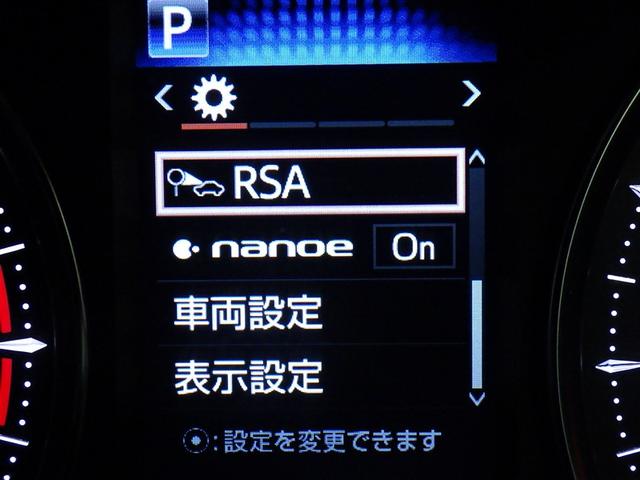 P
RSA
nanoe On
車両設定
表示設定
:設定を変更できます